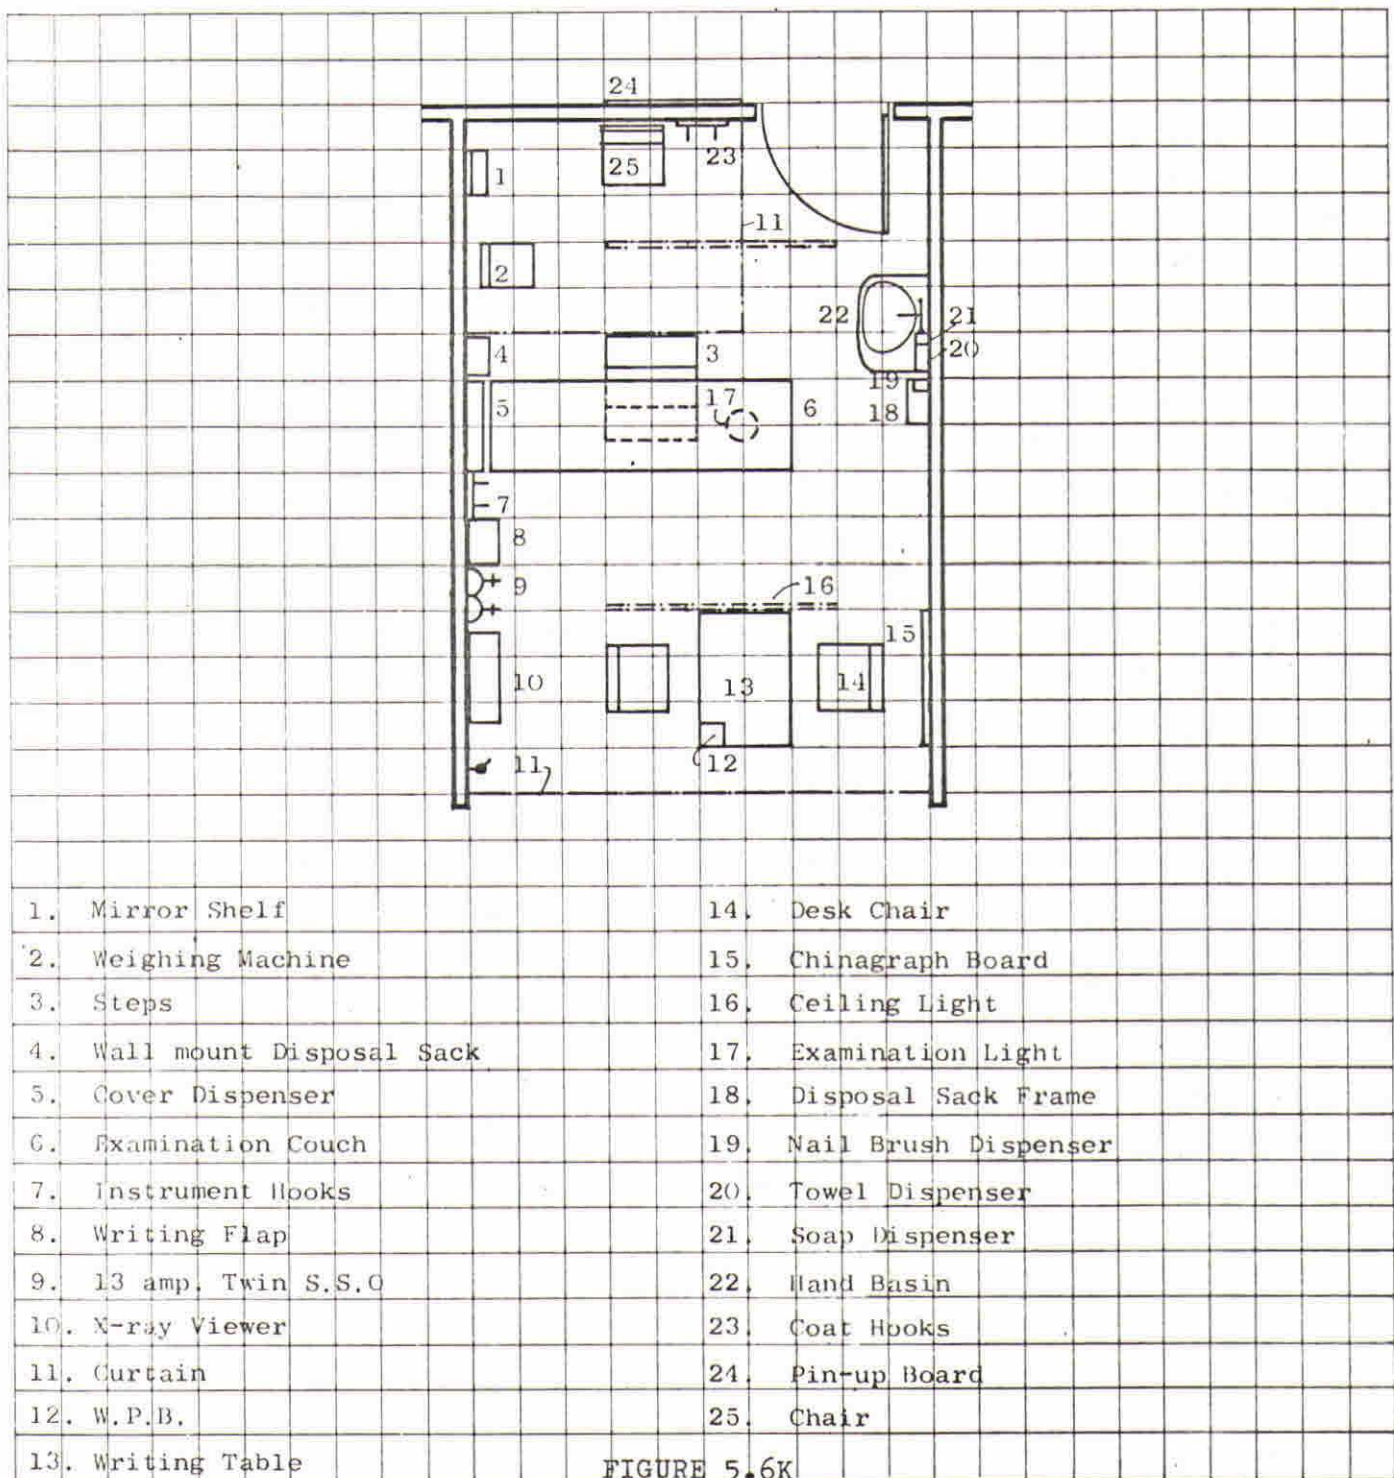 24
23
25
1
11
2
22
21
20
4
3
19
5
17
6
18
7
8
9
16
15
10
13
14
11
12
1. Mirror Shelf
2. Weighing Machine
3. Steps
4. Wall mount Disposal Sack
5. Cover Dispenser
6. Examination Couch
7. Instrument Hooks
8. Writing Flap
9. 13 amp. Twin S.S.O
10. X-ray Viewer
11. Curtain
12. W.P.B.
13. Writing Table
14. Desk Chair
15. Chinagraph Board
16. Ceiling Light
17. Examination Light
18. Disposal Sack Frame
19. Nail Brush Dispenser
20. Towel Dispenser
21. Soap Dispenser
22. Hand Basin
23. Coat Hooks
24. Pin-up Board
25. Chair
FIGURE 5.6K